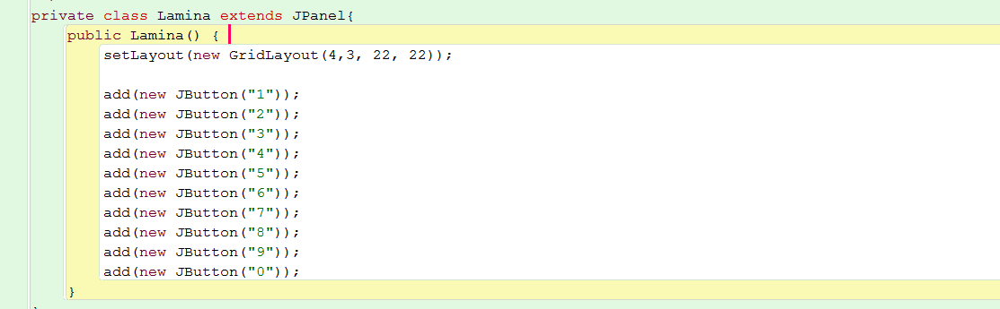 private class Lamina extends JPanel{
public Lamina() {
setLayout(new GridLayout(4,3, 22, 22));
add(new JButton("1"));
add(new JButton("2"));
add(new JButton("3"));
add(new JButton("4"));
add(new JButton("5"));
add(new JButton("6"));
add(new JButton("7"));
add(new JButton("8"));
add(new JButton("9"));
add(new JButton("0"));
}